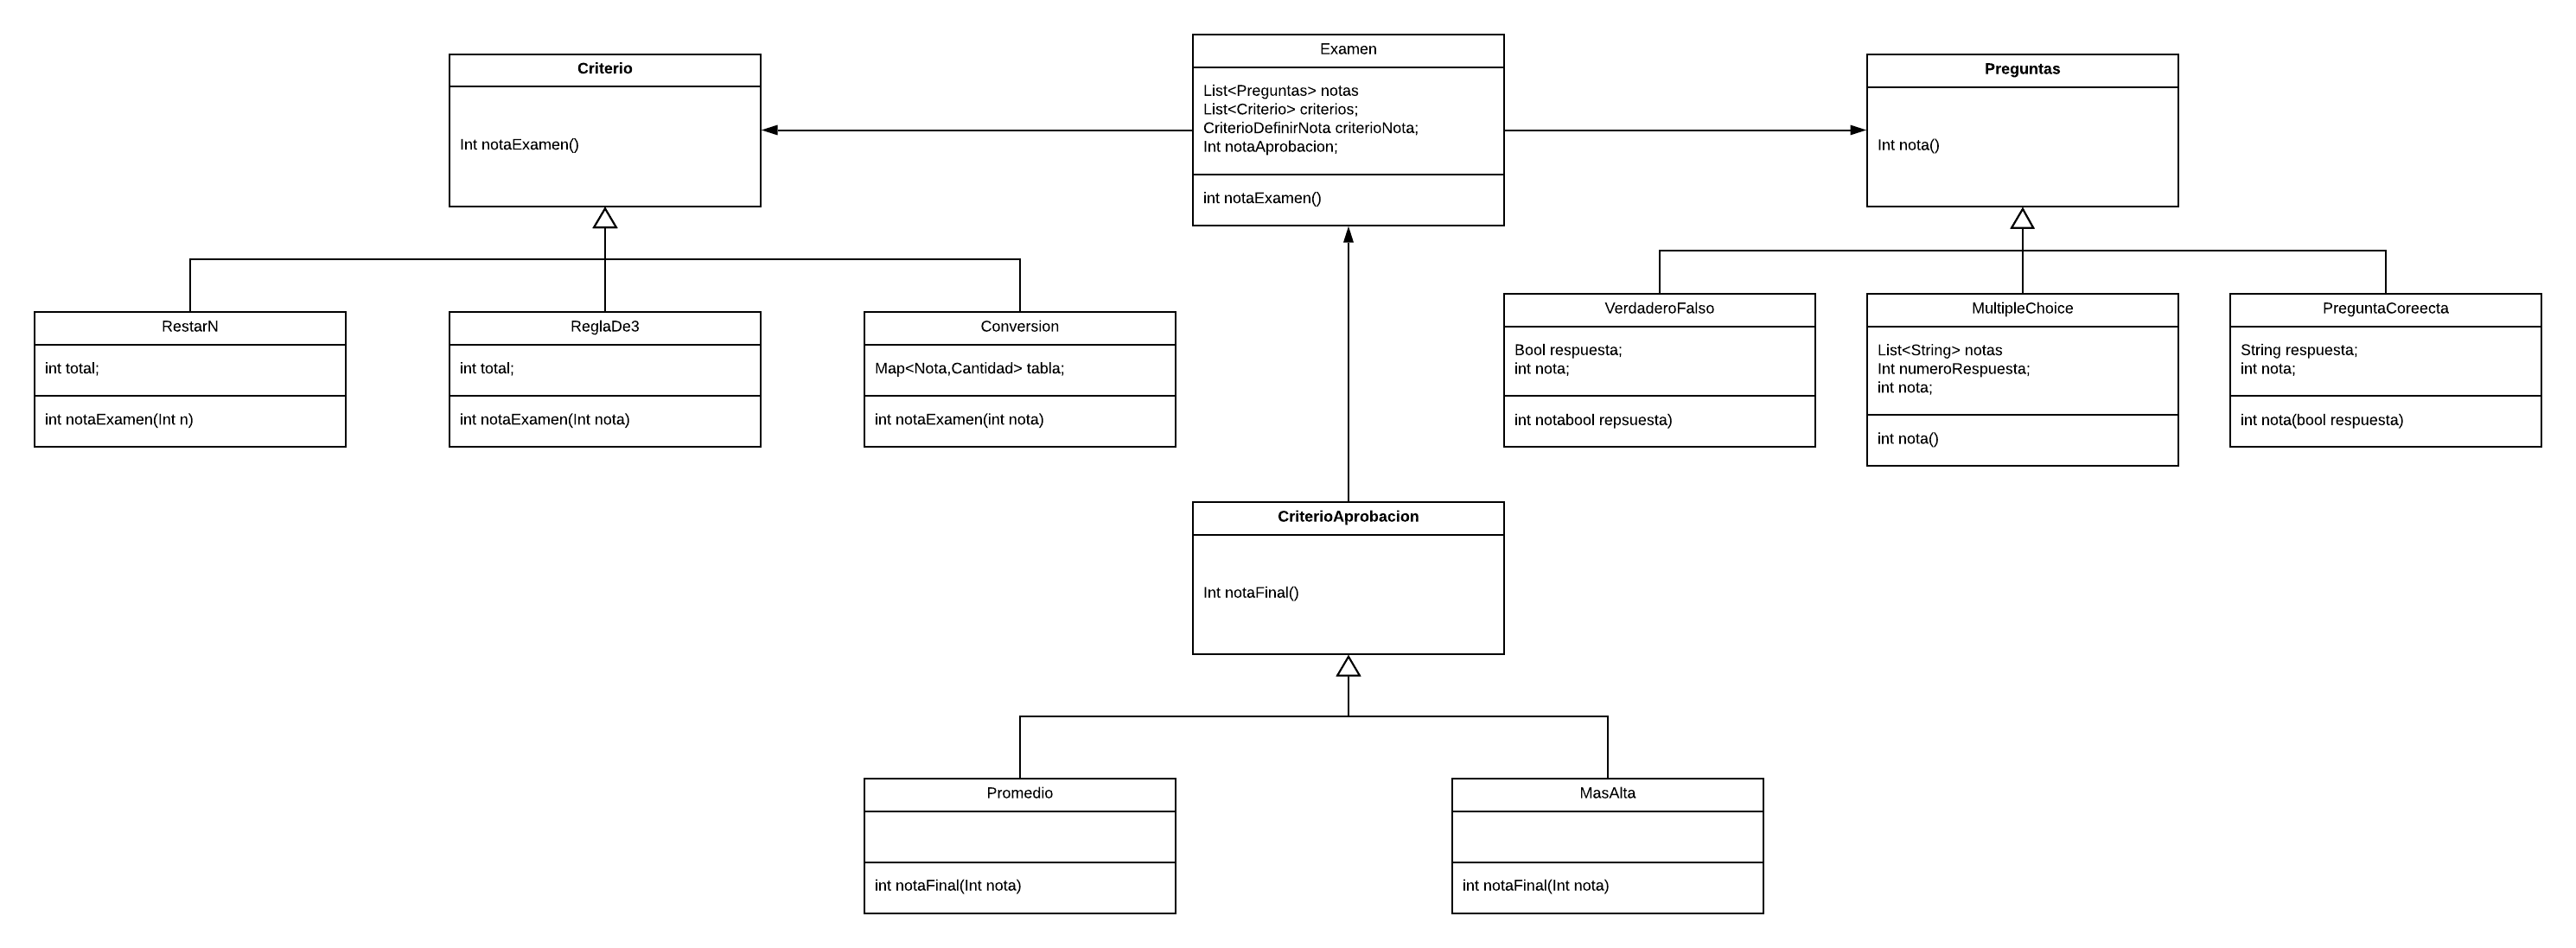 Criterio
Int notaExamen()
Examen
List<Preguntas> notas
List<Criterio> criterios;
CriterioDefinirNota criterioNota;
Int notaAprobacion;
int notaExamen()
Preguntas
Int nota()
RestarN
int total;
int notaExamen(Int n)
ReglaDe3
int total;
int notaExamen(Int nota)
Conversion
Map<Nota,Cantidad> tabla;
int notaExamen(int nota)
VerdaderoFalso
Bool respuesta;
int nota;
int notabool repsuesta)
MultipleChoice
List<String> notas
Int numeroRespuesta;
int nota;
int nota()
PreguntaCoreecta
String respuesta;
int nota;
int nota(bool respuesta)
CriterioAprobacion
Int notaFinal()
Promedio
int notaFinal(Int nota)
MasAlta
int notaFinal(Int nota)